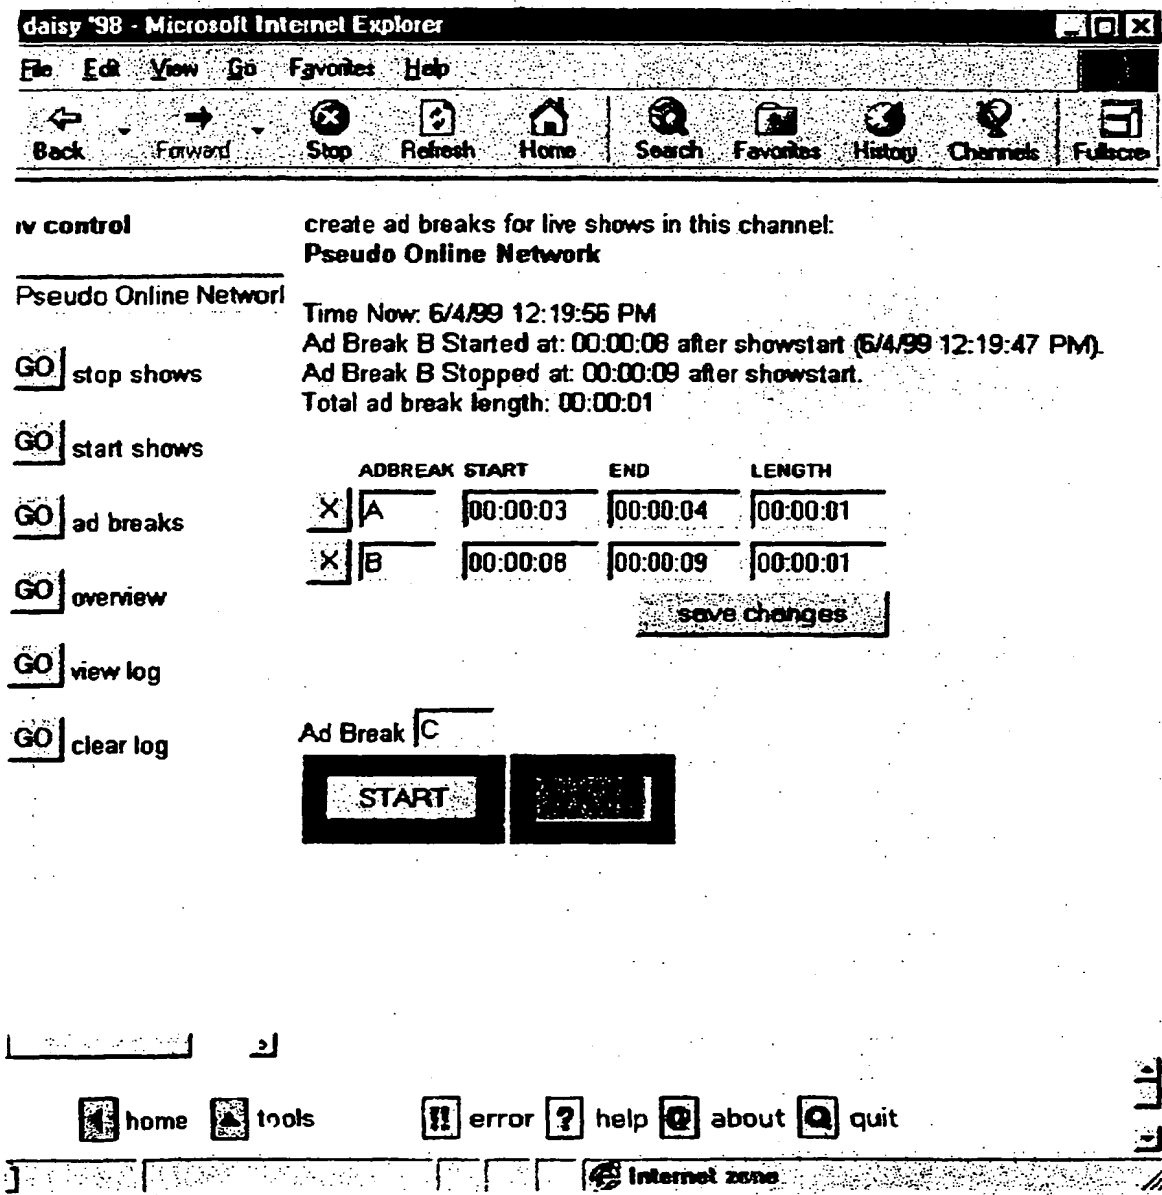 daisy '98 - Microsoft Internet Explorer
File Edit View Go Favorites Help
Back Forward Stop Refresh Home Search Favorites History Channels Fullscre
iv control
Pseudo Online Networl
GO stop shows
GO start shows
GO ad breaks
GO overview
GO view log
GO clear log
create ad breaks for live shows in this channel:
Pseudo Online Network
Time Now: 6/4/99 12:19:56 PM
Ad Break B Started at: 00:00:08 after showstart (6/4/99 12:19:47 PM).
Ad Break B Stopped at: 00:00:09 after showstart.
Total ad break length: 00:00:01
ADBREAK START END LENGTH
X A 00:00:03 00:00:04 00:00:01
X B 00:00:08 00:00:09 00:00:01
save changes
Ad Break C
START
home tools !! error ? help @ about Q quit
Internet zone